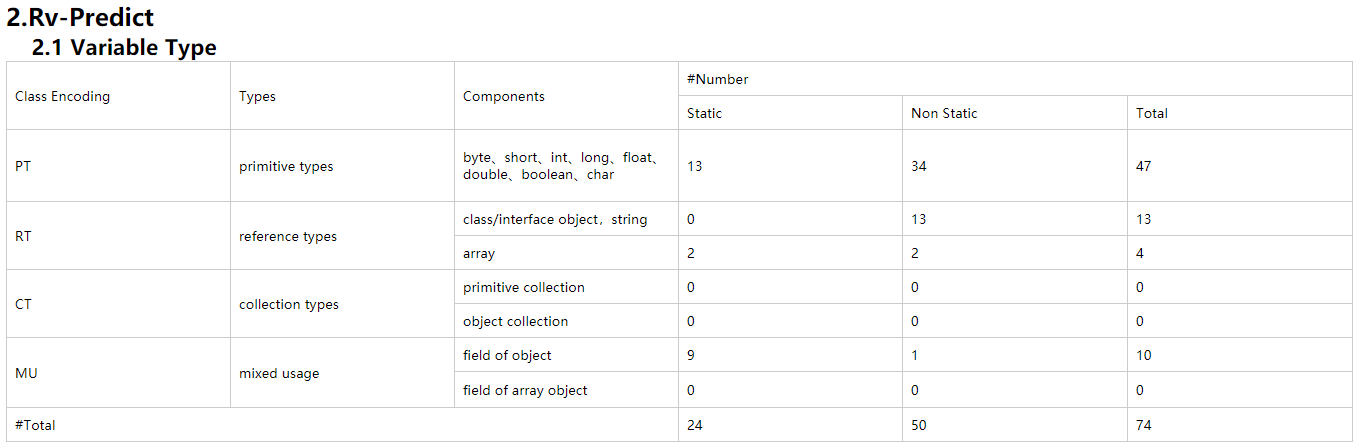 2.Rv-Predict
2.1 Variable Type
Class Encoding Types Components #Number
Static Non Static Total
PT primitive types byte、short、int、long、float、
double、boolean、char 13 34 47
RT reference types class/interface object，string 0 13 13
array 2 2 4
CT collection types primitive collection 0 0 0
object collection 0 0 0
MU mixed usage field of object 9 1 10
field of array object 0 0 0
#Total 24 50 74